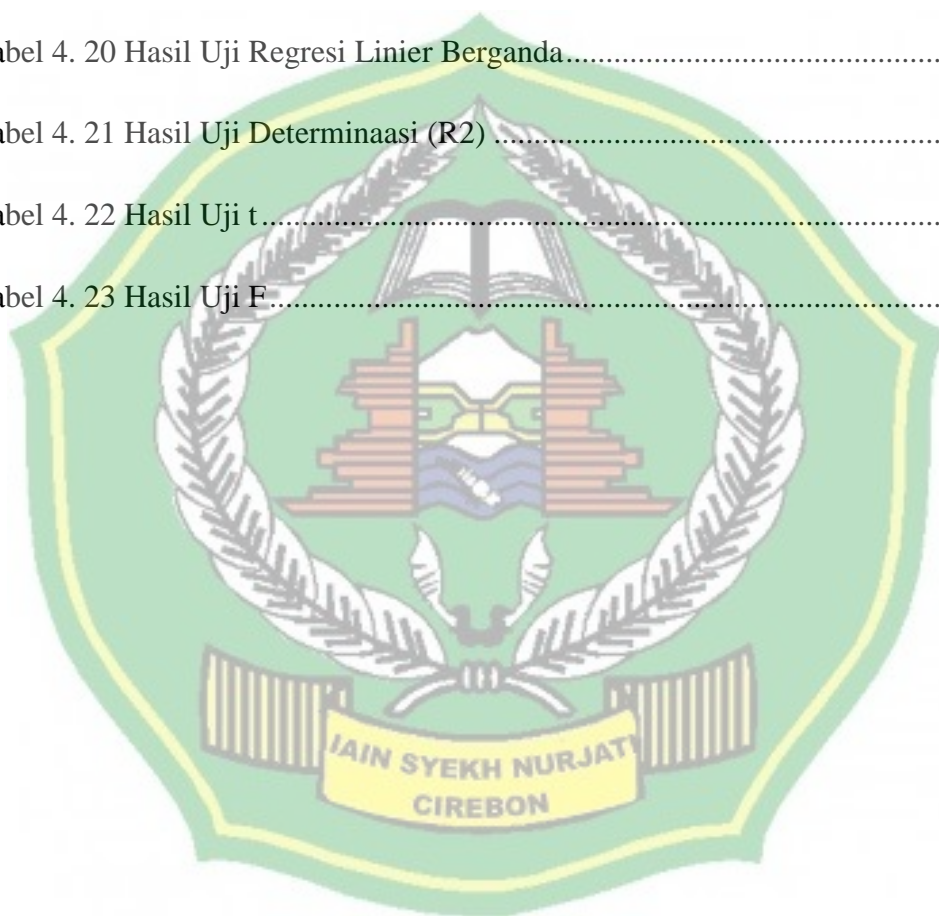 abel 4. 20 Hasil Uji Regresi Linier Berganda................................................
abel 4. 21 Hasil Uji Determinaasi (R2) .........................................................
abel 4. 22 Hasil Uji t.....................................................................................
abel 4. 23 Hasil Uji F....................................................................................
IAIN SYEKH NURJATI
CIREBON